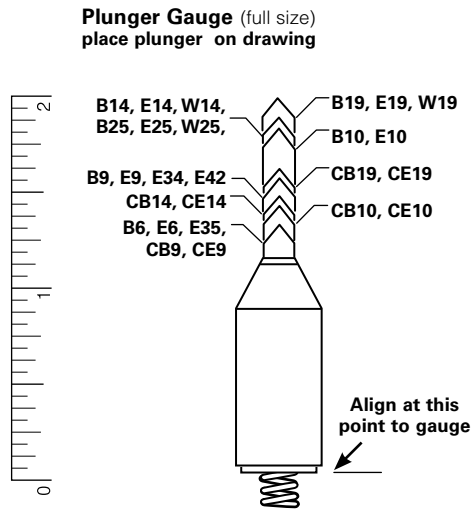 Plunger Gauge (full size)
place plunger on drawing
2
1
0
B14, E14, W14,
B25, E25, W25,
B9, E9, E34, E42
CB14, CE14
B6, E6, E35,
CB9, CE9
B19, E19, W19
B10, E10
CB19, CE19
CB10, CE10
Align at this
point to gauge